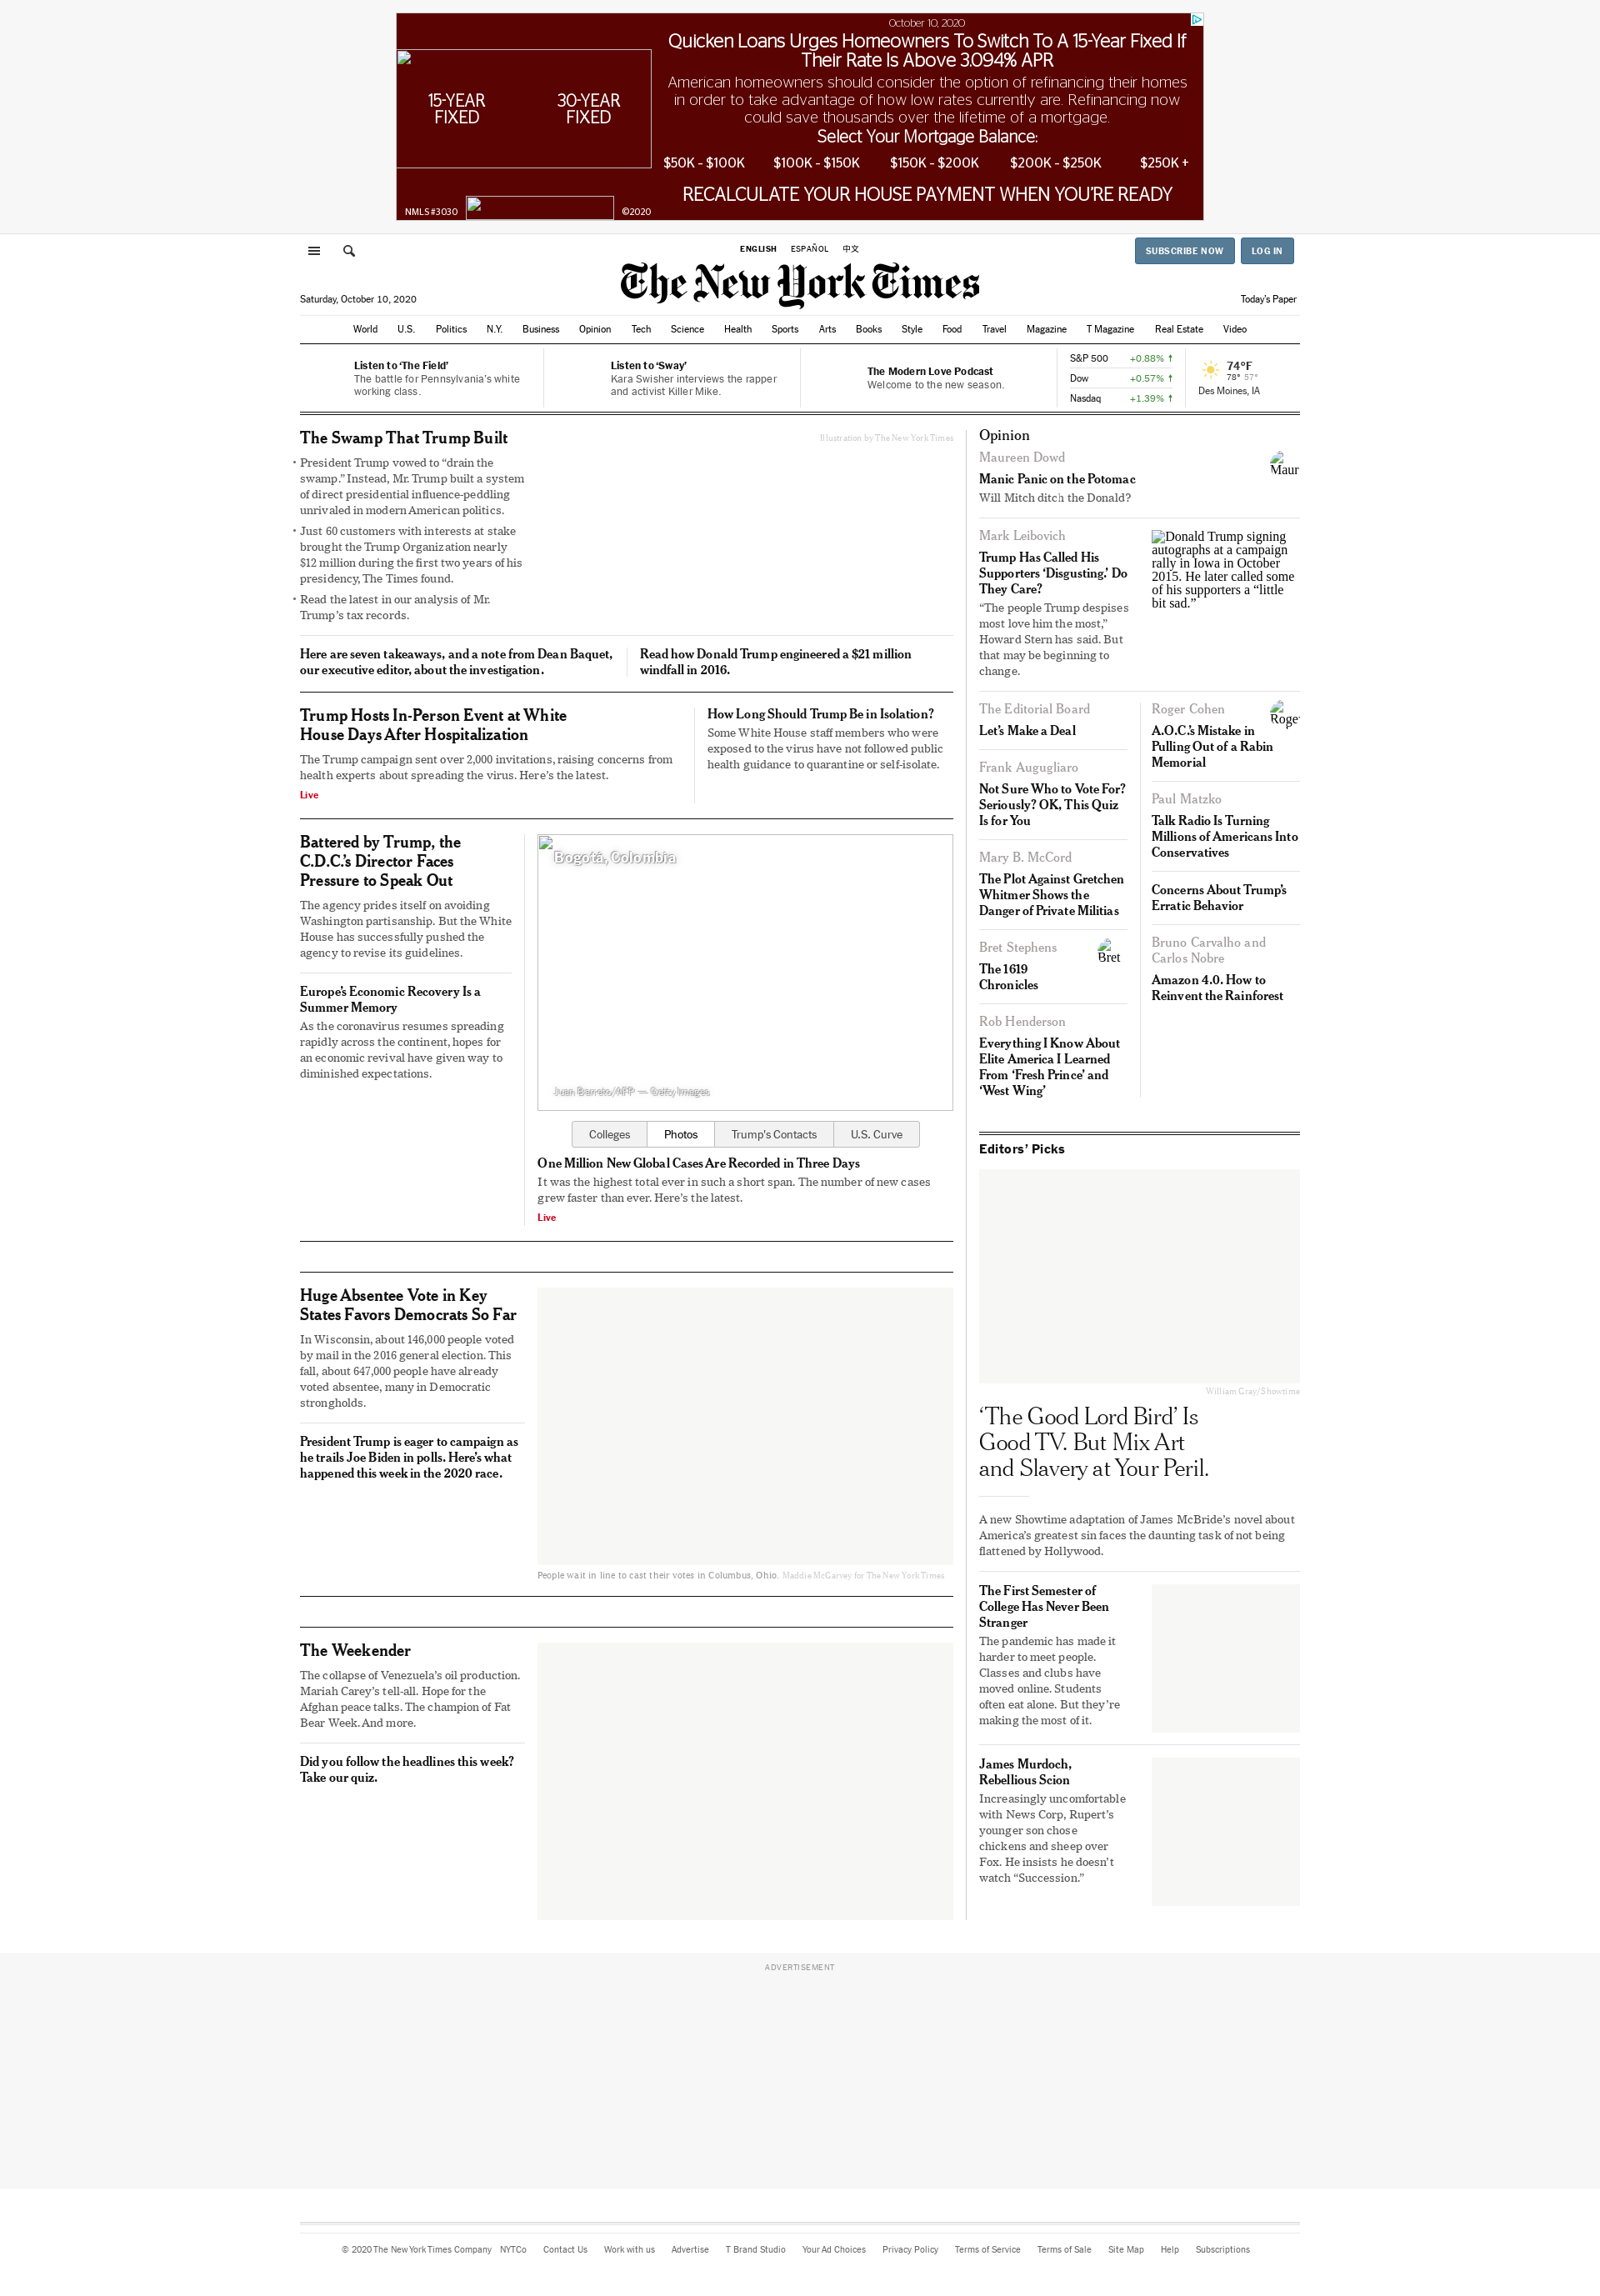 October 10, 2020
Quicken Loans Urges Homeowners To Switch To A 15-Year Fixed If
Their Rate Is Above 3.094% APR
American homeowners should consider the option of refinancing their homes
in order to take advantage of how low rates currently are. Refinancing now
could save thousands over the lifetime of a mortgage.
Select Your Mortgage Balance:
15-YEAR
FIXED
30-YEAR
FIXED
$50K - $100K $100K - $150K $150K - $200K $200K - $250K $250K +
RECALCULATE YOUR HOUSE PAYMENT WHEN YOU'RE READY
NMLS #3030 ©2020
ENGLISH ESPAÑOL 中文
SUBSCRIBE NOW LOG IN
The New York Times
Saturday, October 10, 2020
Today's Paper
World U.S. Politics N.Y. Business Opinion Tech Science Health Sports Arts Books Style Food Travel Magazine T Magazine Real Estate Video
Listen to ‘The Field’
The battle for Pennsylvania’s white
working class.
Listen to ‘Sway’
Kara Swisher interviews the rapper
and activist Killer Mike.
The Modern Love Podcast
Welcome to the new season.
S&P 500 +0.88% ↑
Dow +0.57% ↑
Nasdaq +1.39% ↑
74°F
78° 57°
Des Moines, IA
The Swamp That Trump Built
• President Trump vowed to “drain the
swamp.” Instead, Mr. Trump built a system
of direct presidential influence-peddling
unrivaled in modern American politics.
• Just 60 customers with interests at stake
brought the Trump Organization nearly
$12 million during the first two years of his
presidency, The Times found.
• Read the latest in our analysis of Mr.
Trump’s tax records.
Illustration by The New York Times
Here are seven takeaways, and a note from Dean Baquet,
our executive editor, about the investigation.
Read how Donald Trump engineered a $21 million
windfall in 2016.
Trump Hosts In-Person Event at White
House Days After Hospitalization
The Trump campaign sent over 2,000 invitations, raising concerns from
health experts about spreading the virus. Here’s the latest.
Live
How Long Should Trump Be in Isolation?
Some White House staff members who were
exposed to the virus have not followed public
health guidance to quarantine or self-isolate.
Battered by Trump, the
C.D.C.’s Director Faces
Pressure to Speak Out
The agency prides itself on avoiding
Washington partisanship. But the White
House has successfully pushed the
agency to revise its guidelines.
Europe’s Economic Recovery Is a
Summer Memory
As the coronavirus resumes spreading
rapidly across the continent, hopes for
an economic revival have given way to
diminished expectations.
Bogotá, Colombia
Juan Barreto/AFP — Getty Images
Colleges Photos Trump's Contacts U.S. Curve
One Million New Global Cases Are Recorded in Three Days
It was the highest total ever in such a short span. The number of new cases
grew faster than ever. Here’s the latest.
Live
Huge Absentee Vote in Key
States Favors Democrats So Far
In Wisconsin, about 146,000 people voted
by mail in the 2016 general election. This
fall, about 647,000 people have already
voted absentee, many in Democratic
strongholds.
President Trump is eager to campaign as
he trails Joe Biden in polls. Here’s what
happened this week in the 2020 race.
People wait in line to cast their votes in Columbus, Ohio. Maddie McGarvey for The New York Times
The Weekender
The collapse of Venezuela’s oil production.
Mariah Carey’s tell-all. Hope for the
Afghan peace talks. The champion of Fat
Bear Week. And more.
Did you follow the headlines this week?
Take our quiz.
Opinion
Maureen Dowd
Manic Panic on the Potomac
Will Mitch ditch the Donald?
Maur
Mark Leibovich
Trump Has Called His
Supporters ‘Disgusting.’ Do
They Care?
“The people Trump despises
most love him the most,”
Howard Stern has said. But
that may be beginning to
change.
Donald Trump signing
autographs at a campaign
rally in Iowa in October
2015. He later called some
of his supporters a “little
bit sad.”
The Editorial Board
Let’s Make a Deal
Frank Augugliaro
Not Sure Who to Vote For?
Seriously? OK, This Quiz
Is for You
Mary B. McCord
The Plot Against Gretchen
Whitmer Shows the
Danger of Private Militias
Bret Stephens
The 1619
Chronicles
Bret
Rob Henderson
Everything I Know About
Elite America I Learned
From ‘Fresh Prince’ and
‘West Wing’
Roger Cohen
A.O.C.’s Mistake in
Pulling Out of a Rabin
Memorial
Roger
Paul Matzko
Talk Radio Is Turning
Millions of Americans Into
Conservatives
Concerns About Trump’s
Erratic Behavior
Bruno Carvalho and
Carlos Nobre
Amazon 4.0. How to
Reinvent the Rainforest
Editors’ Picks
William Gray/Showtime
‘The Good Lord Bird’ Is
Good TV. But Mix Art
and Slavery at Your Peril.
A new Showtime adaptation of James McBride’s novel about
America’s greatest sin faces the daunting task of not being
flattened by Hollywood.
The First Semester of
College Has Never Been
Stranger
The pandemic has made it
harder to meet people.
Classes and clubs have
moved online. Students
often eat alone. But they’re
making the most of it.
James Murdoch,
Rebellious Scion
Increasingly uncomfortable
with News Corp, Rupert’s
younger son chose
chickens and sheep over
Fox. He insists he doesn’t
watch “Succession.”
ADVERTISEMENT
© 2020 The New York Times Company NYTCo Contact Us Work with us Advertise T Brand Studio Your Ad Choices Privacy Policy Terms of Service Terms of Sale Site Map Help Subscriptions